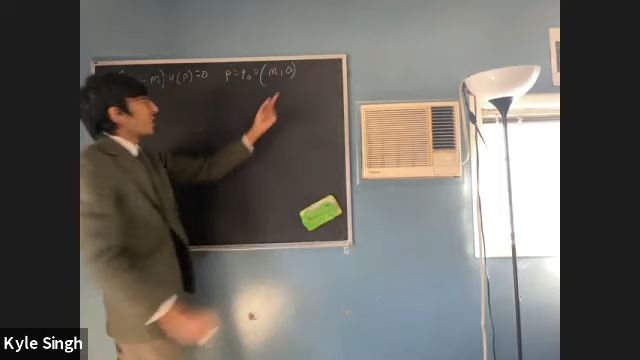 - m) u(p) = 0 p = p₀ = (m, 0)
Kyle Singh